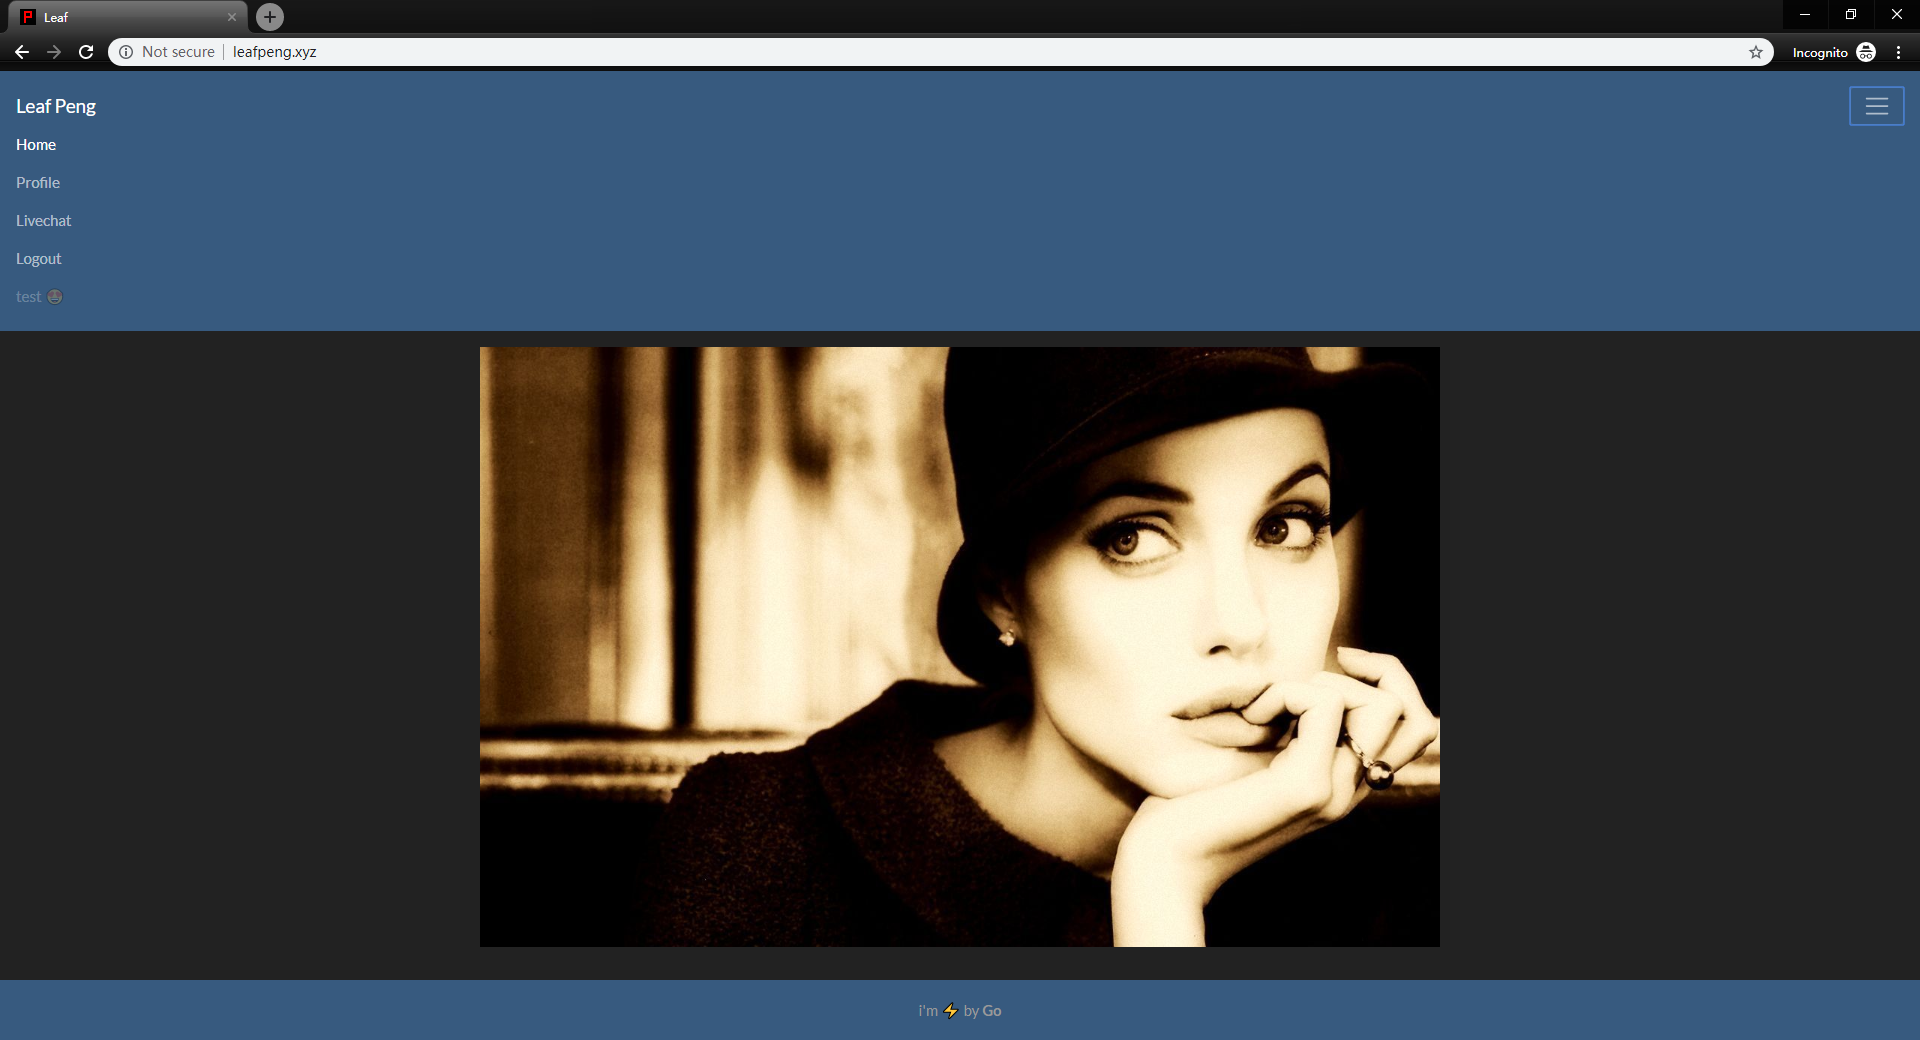 P Leaf
Not secure | leafpeng.xyz
Incognito
Leaf Peng
Home
Profile
Livechat
Logout
test 🤩
i'm ⚡ by Go